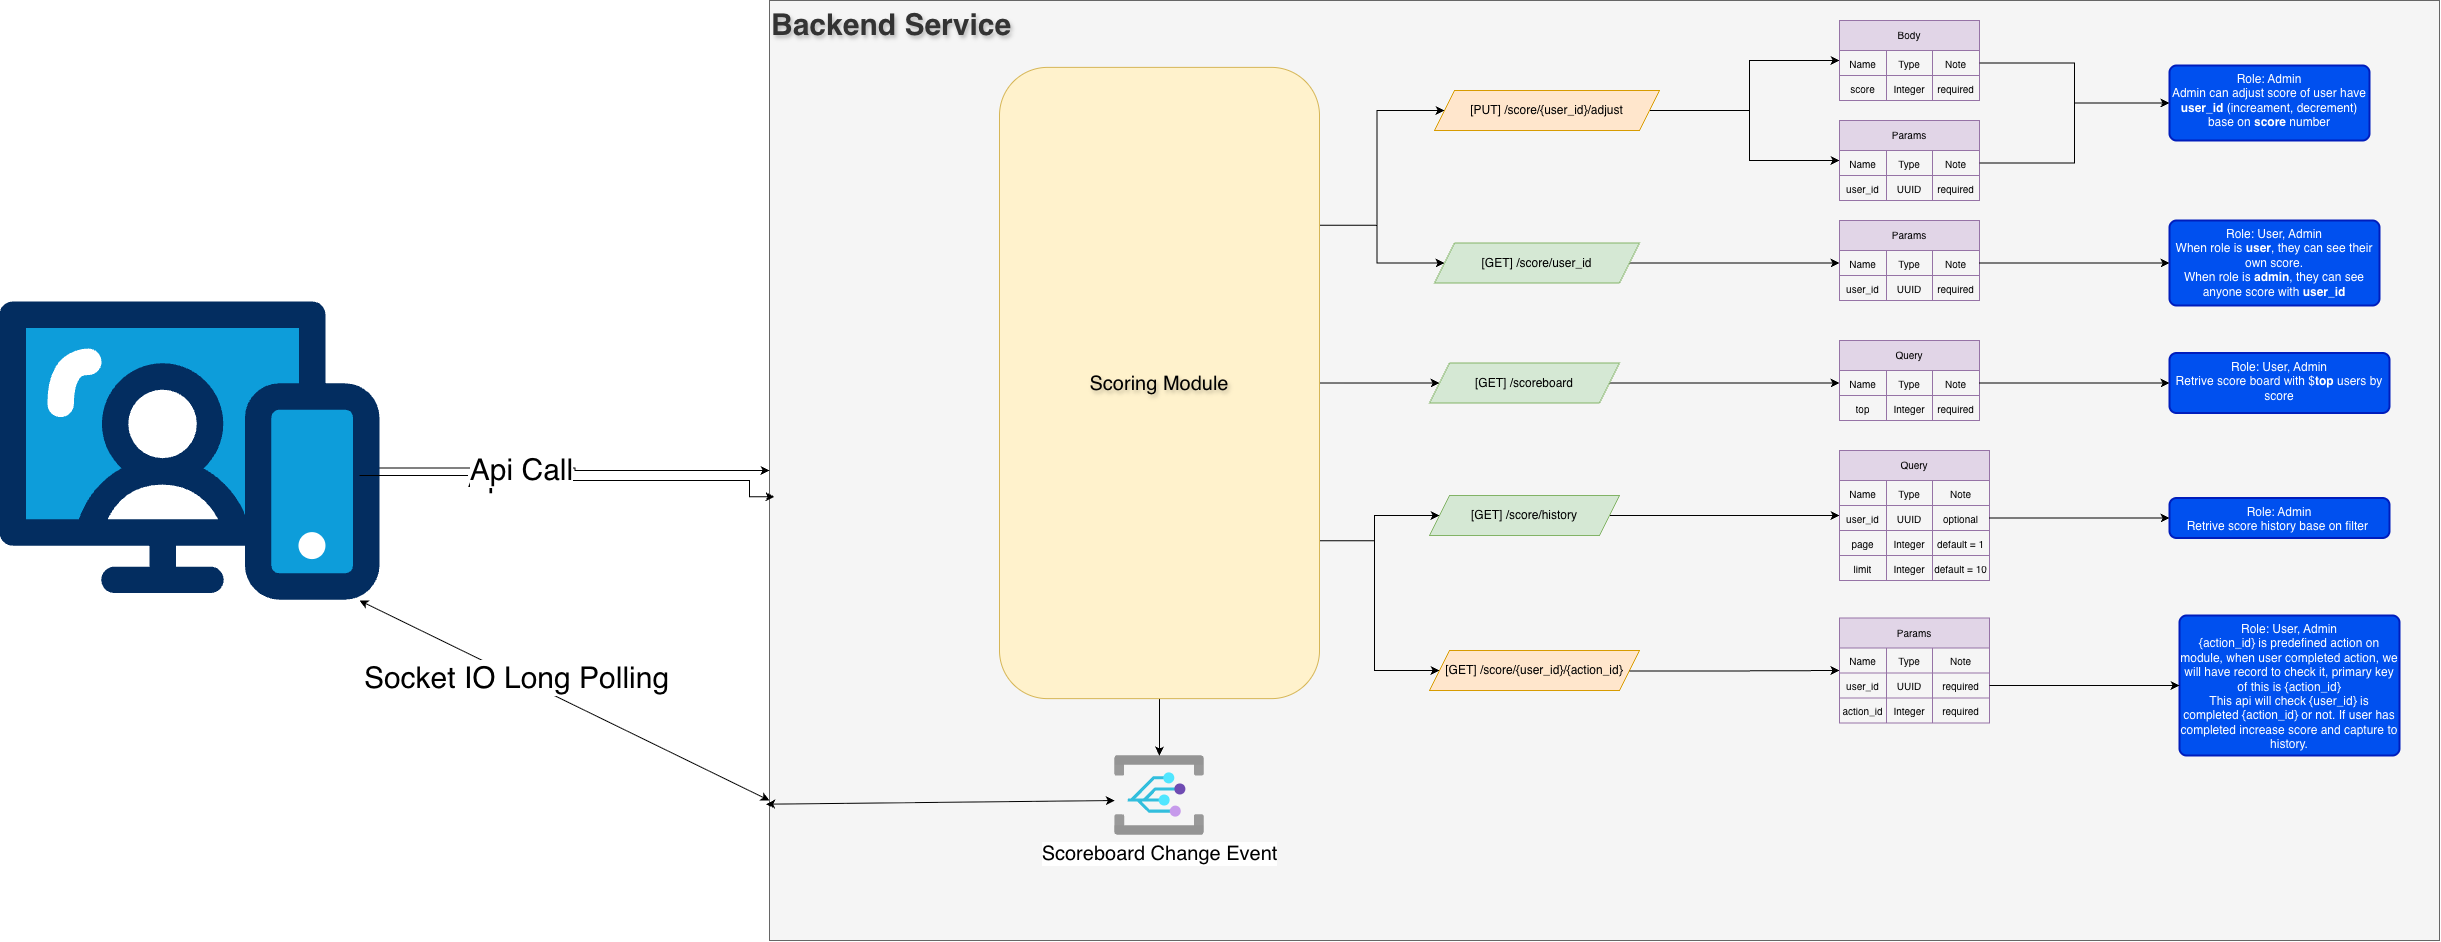 Backend Service
Body
Name Type Note
score Integer required
Params
Name Type Note
user_id UUID required
Role: Admin
Admin can adjust score of user have
user_id (increament, decrement)
base on score number
[PUT] /score/{user_id}/adjust
Params
Name Type Note
user_id UUID required
Role: User, Admin
When role is user, they can see their
own score.
When role is admin, they can see
anyone score with user_id
[GET] /score/user_id
Scoring Module
[GET] /scoreboard
Query
Name Type Note
top Integer required
Role: User, Admin
Retrive score board with $top users by
score
Api Call
[GET] /score/history
Query
Name Type Note
user_id UUID optional
page Integer default = 1
limit Integer default = 10
Role: Admin
Retrive score history base on filter
[GET] /score/{user_id}/{action_id}
Params
Name Type Note
user_id UUID required
action_id Integer required
Role: User, Admin
{action_id} is predefined action on
module, when user completed action, we
will have record to check it, primary key
of this is {action_id}
This api will check {user_id} is
completed {action_id} or not. If user has
completed increase score and capture to
history.
Socket IO Long Polling
Scoreboard Change Event